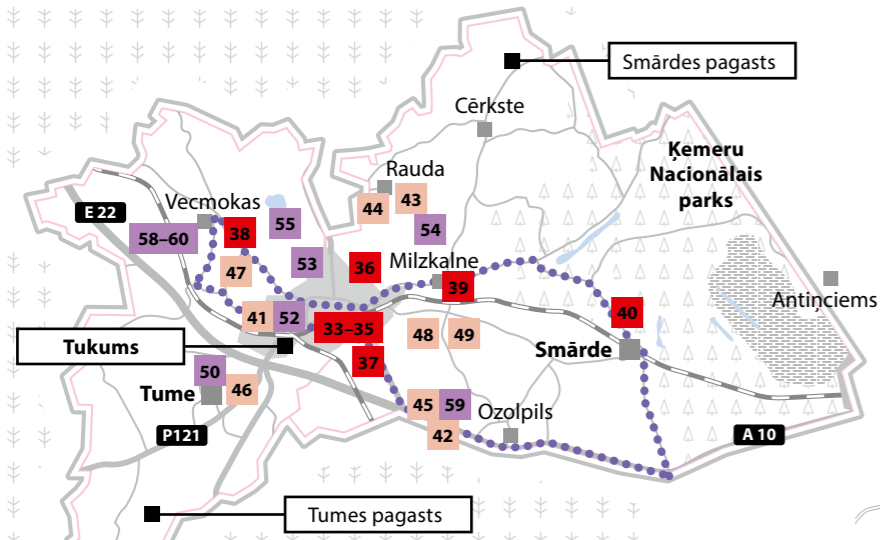 Smārdes pagasts
Cērkste
Ķemeru
Nacionālais
parks
Rauda
43
44
Vecmokas
E 22
55
54
58–60
38
53
36
Milzkalne
47
39
Antiņciems
40
41
52
33–35
48
49
Tukums
Smārde
37
50
Tume
46
45
59
Ozolpils
42
P121
A 10
Tumes pagasts